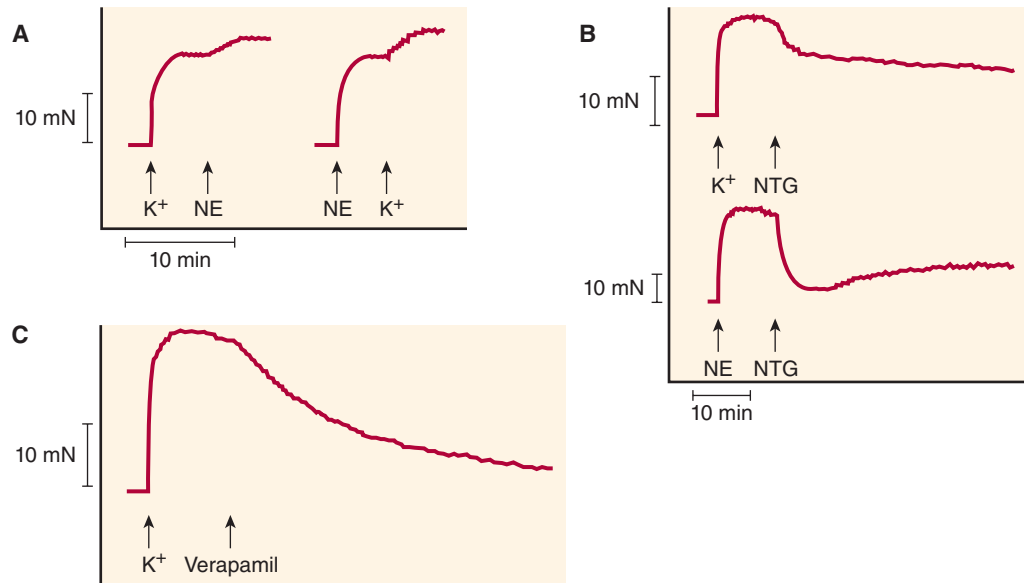 A
10 mN
K+ NE NE K+
10 min
B
10 mN
K+ NTG
10 mN
NE NTG
10 min
C
10 mN
K+ Verapamil